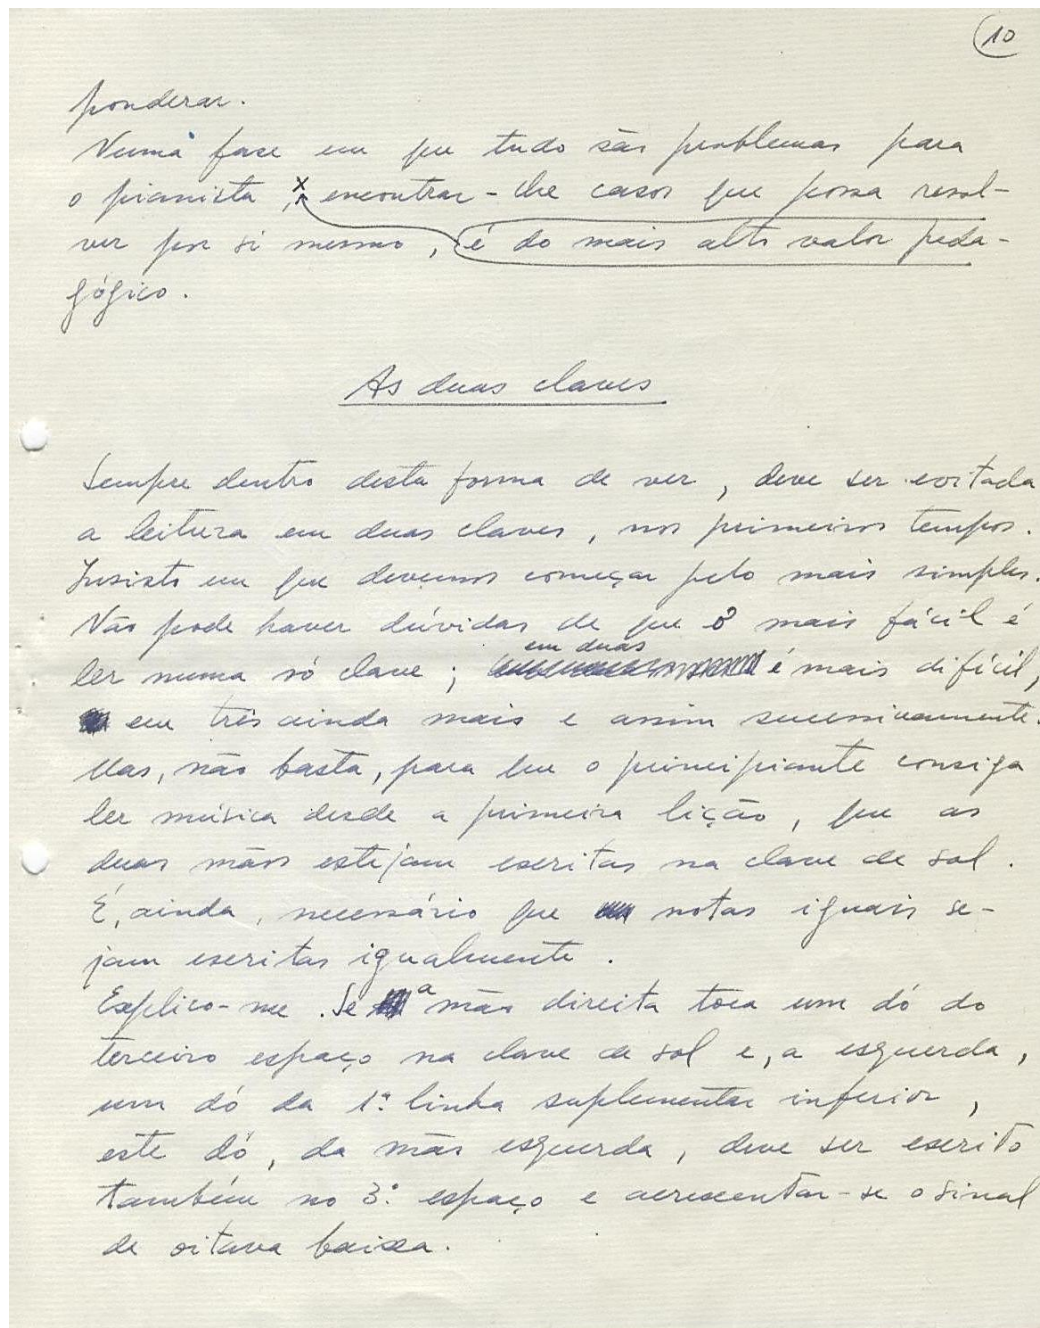 10
ponderar.
Numa fase em que tudo são problemas para
o pianista, x encontrar-lhe casos que possa resol-
ver por si mesmo, é do mais alto valor peda-
gógico.
As duas claves
Sempre dentro desta forma de ver, deve ser evitada
a leitura em duas claves, nos primeiros tempos.
Insisto em que devemos começar pelo mais simples.
Não pode haver dúvidas de que o mais fácil é
em duas
ler numa só clave; é mais difícil,
em três ainda mais e assim sucessivamente.
Mas, não basta, para que o principiante consiga
ler música desde a primeira lição, que as
duas mãos estejam escritas na clave de sol.
É, ainda, necessário que notas iguais se-
jam escritas igualmente.
Explico-me. Se a mão direita toca um dó do
terceiro espaço na clave de sol e, a esquerda,
um dó da 1ª linha suplementar inferior,
este dó, da mão esquerda, deve ser escrito
também no 3º espaço e acrescentar-se o sinal
de oitava baixa.